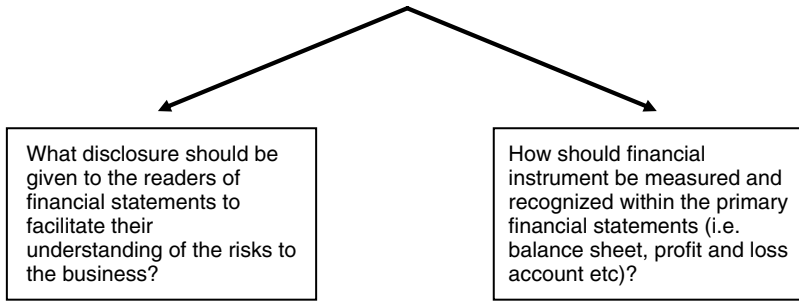 What disclosure should be
given to the readers of
financial statements to
facilitate their
understanding of the risks to
the business?
How should financial
instrument be measured and
recognized within the primary
financial statements (i.e.
balance sheet, profit and loss
account etc)?